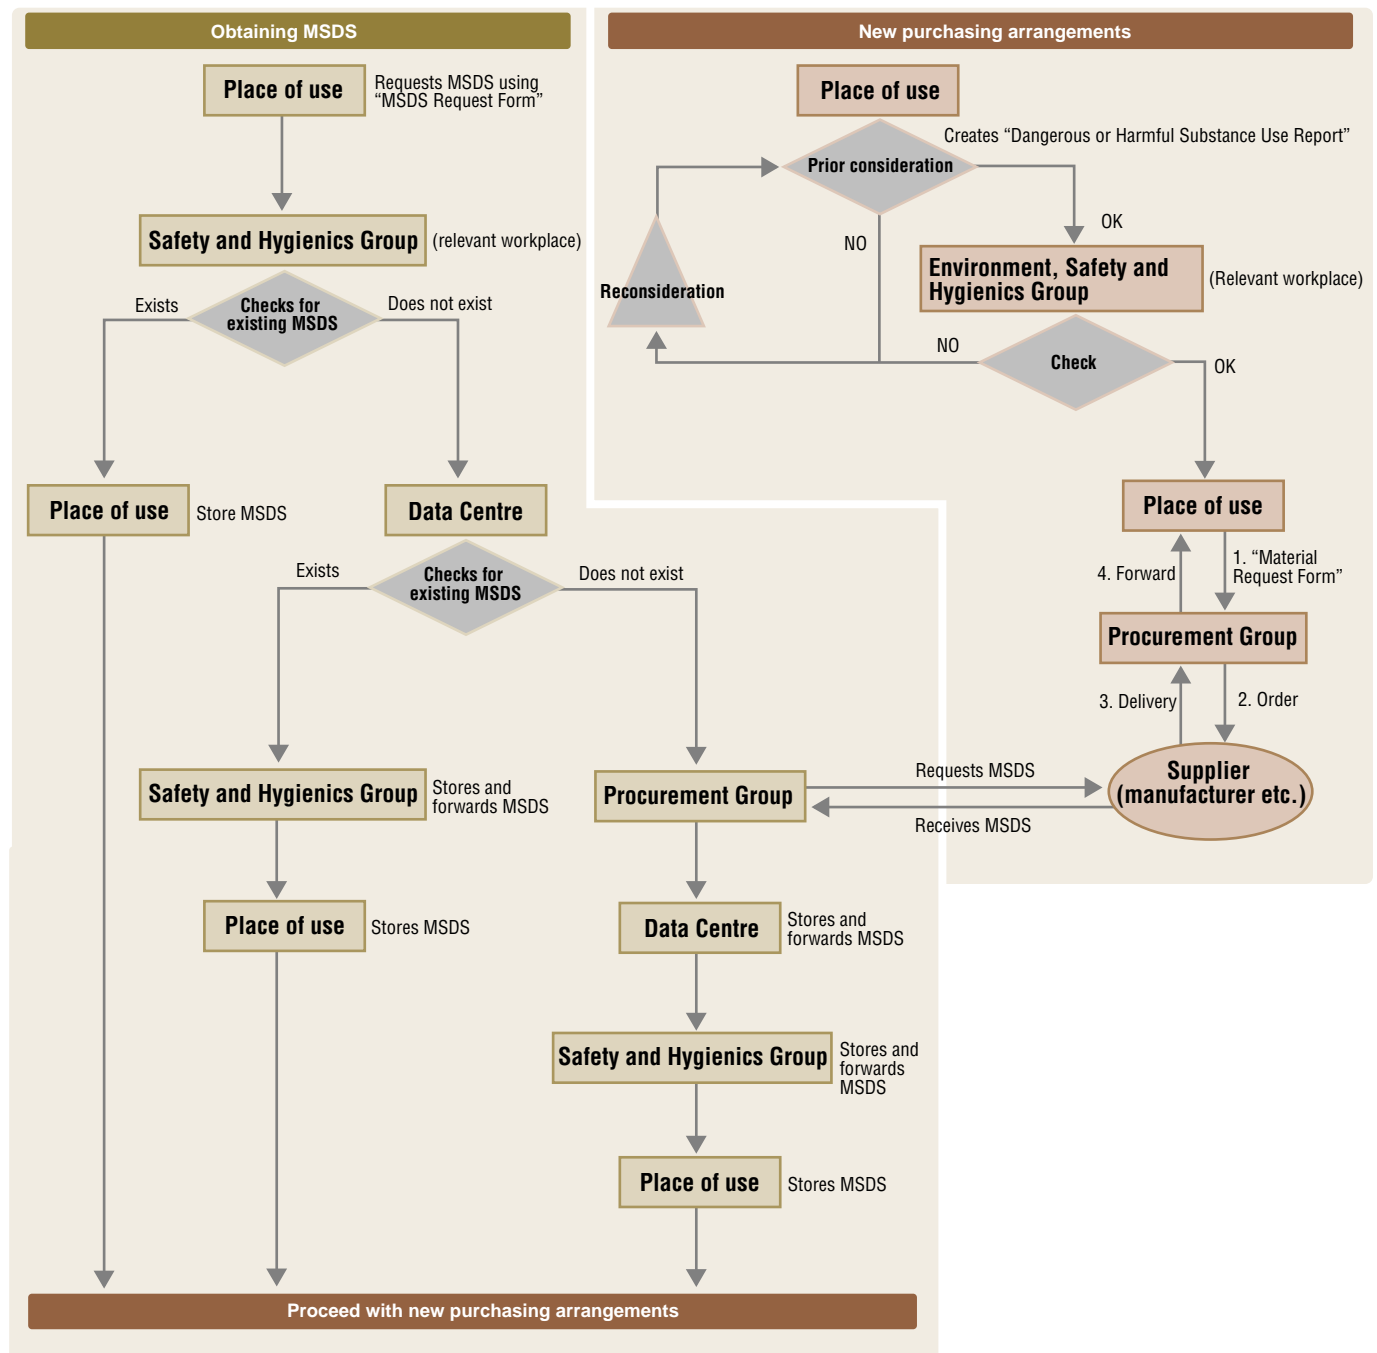 Obtaining MSDS
Place of use
Requests MSDS using
“MSDS Request Form”
Safety and Hygienics Group
(relevant workplace)
Exists
Checks for
existing MSDS
Does not exist
Place of use
Store MSDS
Data Centre
Exists
Checks for
existing MSDS
Does not exist
Safety and Hygienics Group
Stores and
forwards MSDS
Procurement Group
Requests MSDS
Receives MSDS
Place of use
Stores MSDS
Data Centre
Stores and
forwards MSDS
Safety and Hygienics Group
Stores and
forwards
MSDS
Place of use
Stores MSDS
Proceed with new purchasing arrangements
New purchasing arrangements
Place of use
Creates “Dangerous or Harmful Substance Use Report”
Prior consideration
OK
NO
Environment, Safety and
Hygienics Group
(Relevant workplace)
Reconsideration
NO
Check
OK
Place of use
4. Forward
1. “Material
Request Form”
Procurement Group
3. Delivery
2. Order
Supplier
(manufacturer etc.)